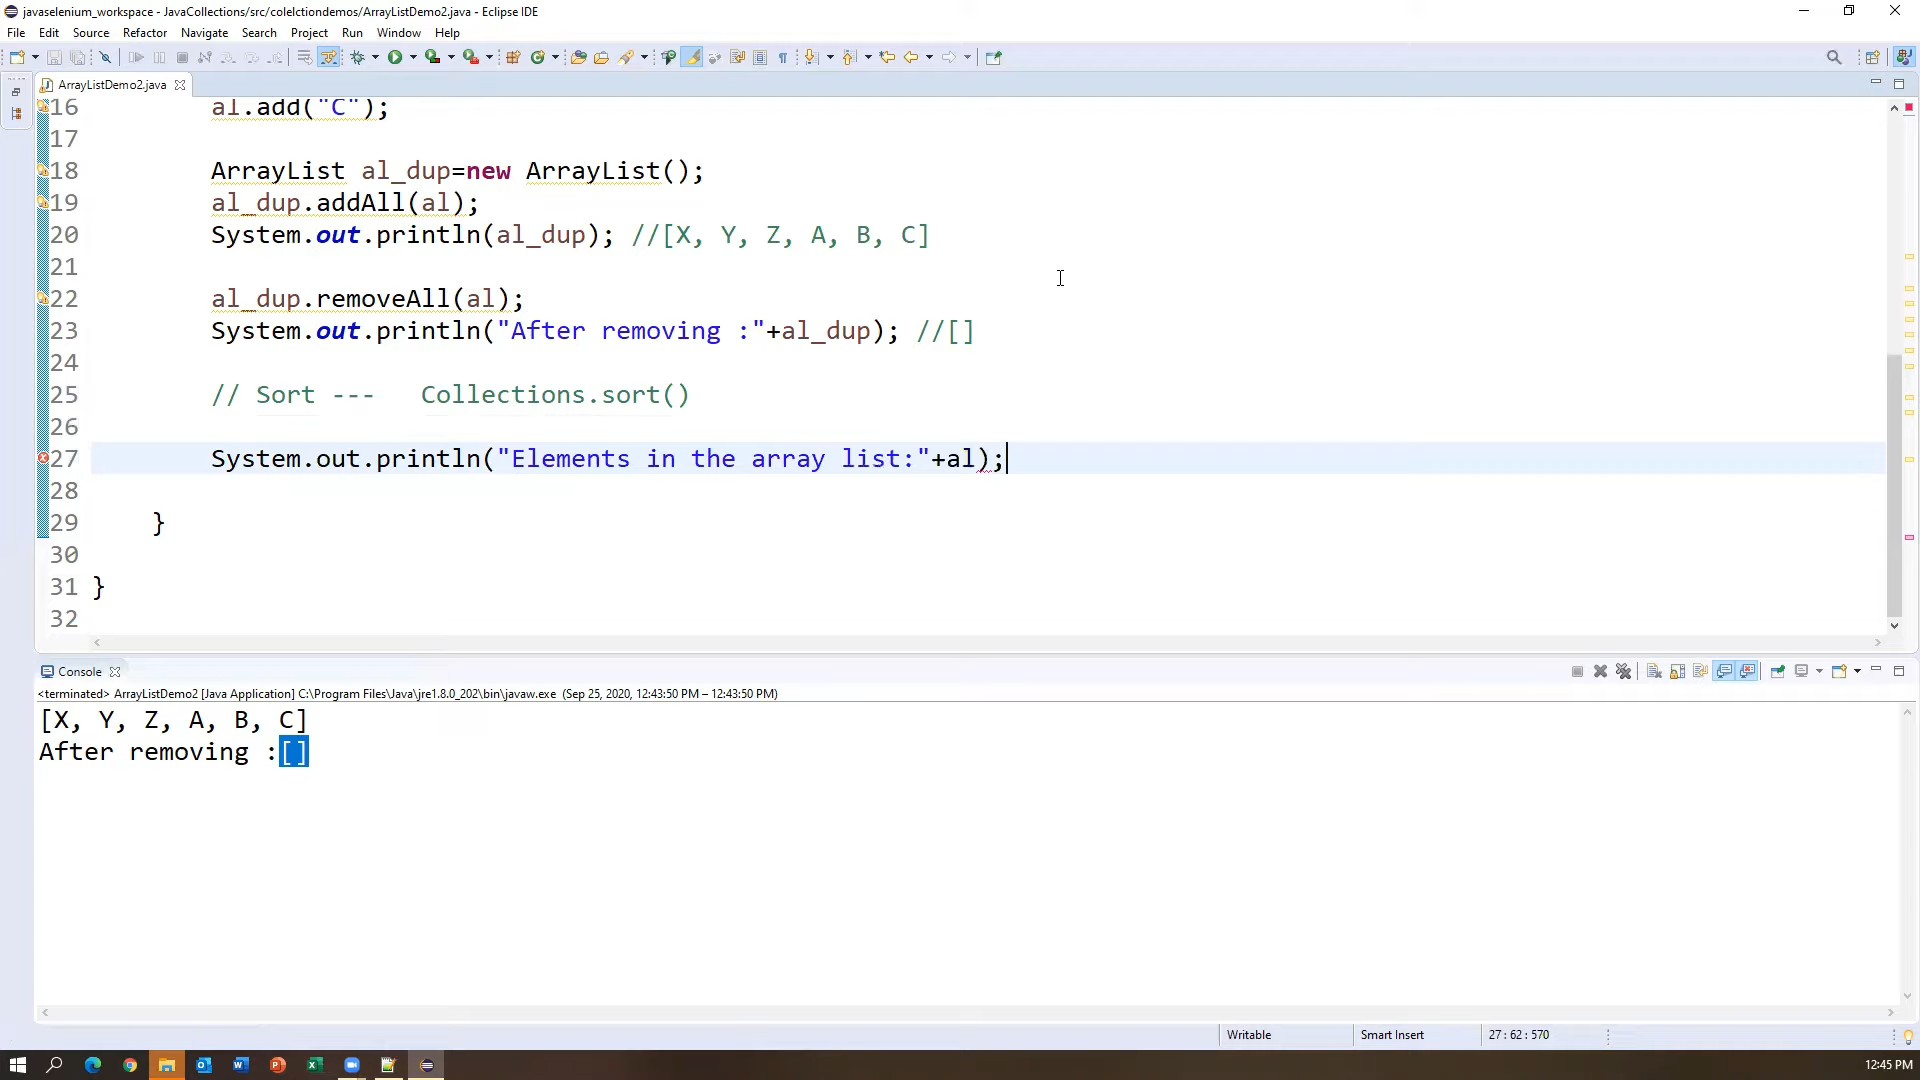 javaselenium_workspace - JavaCollections/src/colelctiondemos/ArrayListDemo2.java - Eclipse IDE
File Edit Source Refactor Navigate Search Project Run Window Help
ArrayListDemo2.java
16 al.add("C");
17
18 ArrayList al_dup=new ArrayList();
19 al_dup.addAll(al);
20 System.out.println(al_dup); //[X, Y, Z, A, B, C]
21
22 al_dup.removeAll(al);
23 System.out.println("After removing :"+al_dup); //[]
24
25 // Sort --- Collections.sort()
26
27 System.out.println("Elements in the array list:"+al);
28
29 }
30
31 }
32
Console
<terminated> ArrayListDemo2 [Java Application] C:\Program Files\Java\jre1.8.0_202\bin\javaw.exe (Sep 25, 2020, 12:43:50 PM – 12:43:50 PM)
[X, Y, Z, A, B, C]
After removing :[]
Writable Smart Insert 27 : 62 : 570
12:45 PM